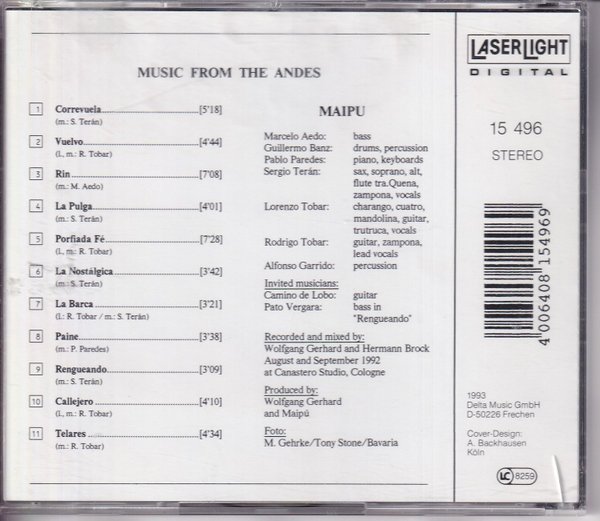 MUSIC FROM THE ANDES
1 Correvuela [5'18]
(m.: S. Terán)
2 Vuelvo [4'44]
(l., m.: R. Tobar)
3 Rin [7'08]
(m.: M. Aedo)
4 La Pulga [4'01]
(m.: S. Terán)
5 Porfiada Fé [7'28]
(l., m.: R. Tobar)
6 La Nostálgica [3'42]
(m.: S. Terán)
7 La Barca [3'21]
(l.: R. Tobar / m.: S. Terán)
8 Paine [3'38]
(m.: P. Paredes)
9 Rengueando [3'09]
(m.: S. Terán)
10 Callejero [4'10]
(l., m.: R. Tobar)
11 Telares [4'34]
(m.: R. Tobar)
MAIPU
Marcelo Aedo: bass
Guillermo Banz: drums, percussion
Pablo Paredes: piano, keyboards
Sergio Terán: sax, soprano, alt,
flute tra.Quena,
zampona, vocals
Lorenzo Tobar: charango, cuatro,
mandolina, guitar,
trutruca, vocals
Rodrigo Tobar: guitar, zampona,
lead vocals
Alfonso Garrido: percussion
Invited musicians:
Camino de Lobo: guitar
Pato Vergara: bass in
"Rengueando"
Recorded and mixed by:
Wolfgang Gerhard and Hermann Brock
August and September 1992
at Canastero Studio, Cologne
Produced by:
Wolfgang Gerhard
and Maipú
Foto:
M. Gehrke/Tony Stone/Bavaria
LASERLIGHT
DIGITAL
15 496
STEREO
4 006408 154969
1993
Delta Music GmbH
D-50226 Frechen
Cover-Design:
A. Backhausen
Köln
LC 8259